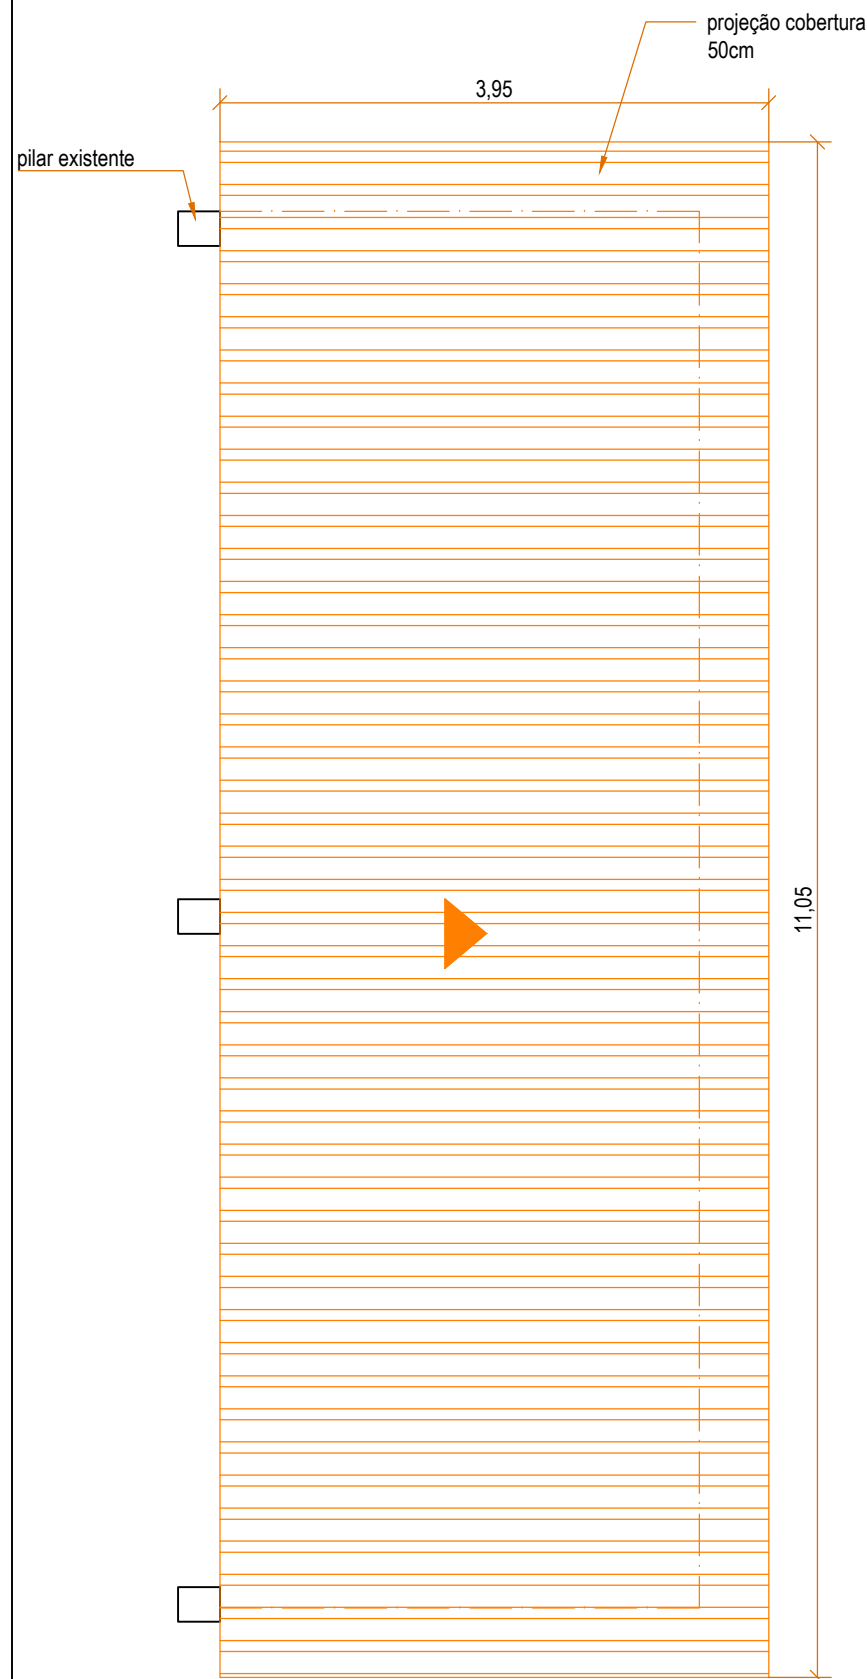 projeção cobertura
50cm
3,95
pilar existente
11,05